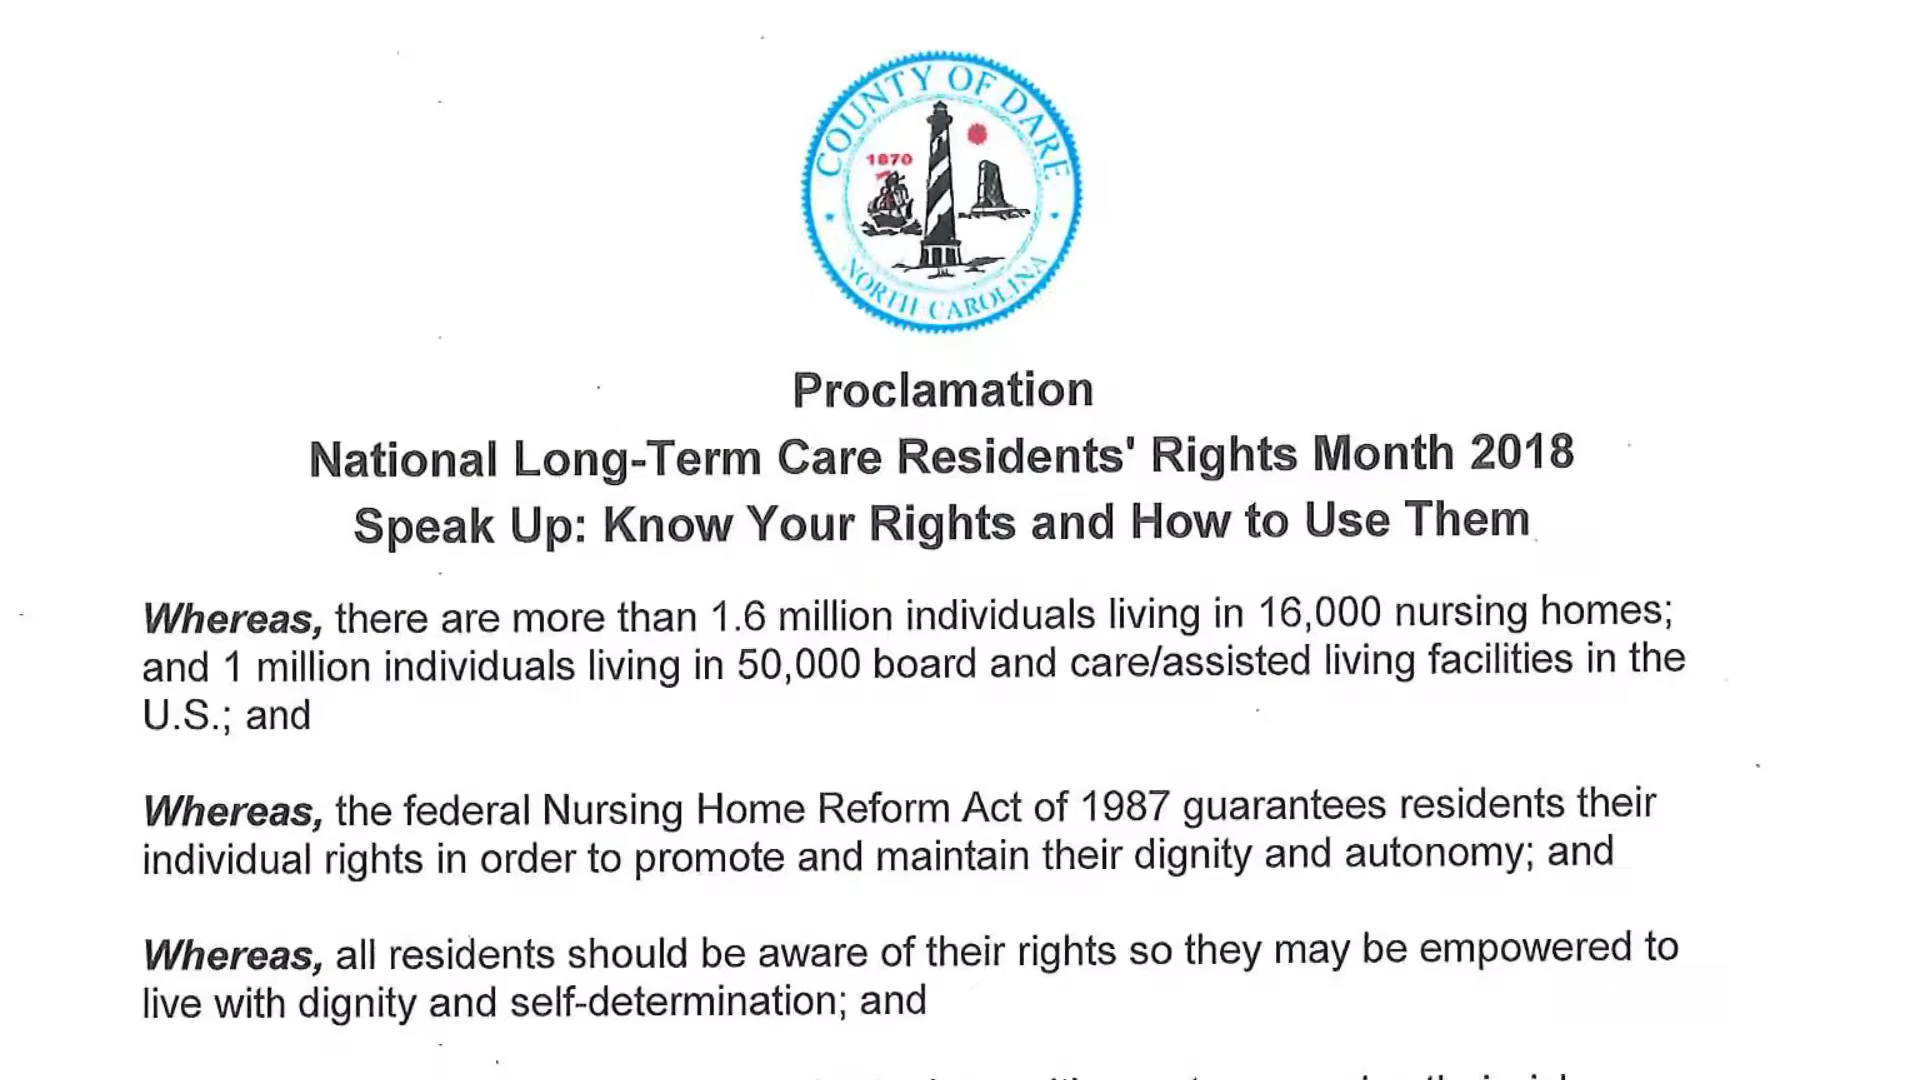 COUNTY OF DARE
1870
NORTH CAROLINA
Proclamation
National Long-Term Care Residents' Rights Month 2018
Speak Up: Know Your Rights and How to Use Them
Whereas, there are more than 1.6 million individuals living in 16,000 nursing homes;
and 1 million individuals living in 50,000 board and care/assisted living facilities in the
U.S.; and
Whereas, the federal Nursing Home Reform Act of 1987 guarantees residents their
individual rights in order to promote and maintain their dignity and autonomy; and
Whereas, all residents should be aware of their rights so they may be empowered to
live with dignity and self-determination; and